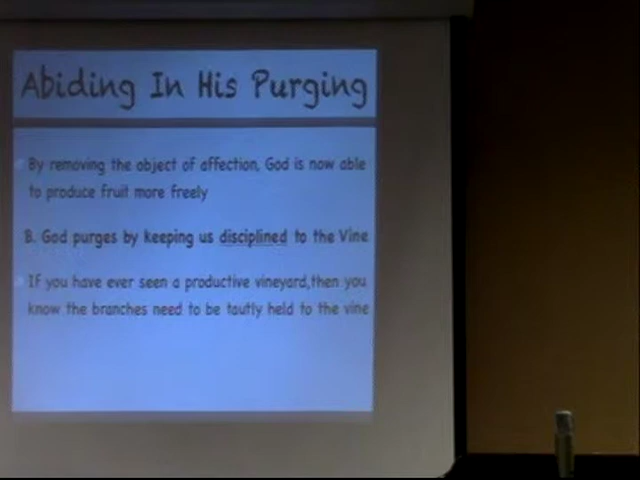 Abiding In His Purging
By removing the object of affection, God is now able
to produce fruit more freely
B. God purges by keeping us disciplined to the Vine
If you have ever seen a productive vineyard,then you
know the branches need to be tautly held to the vine